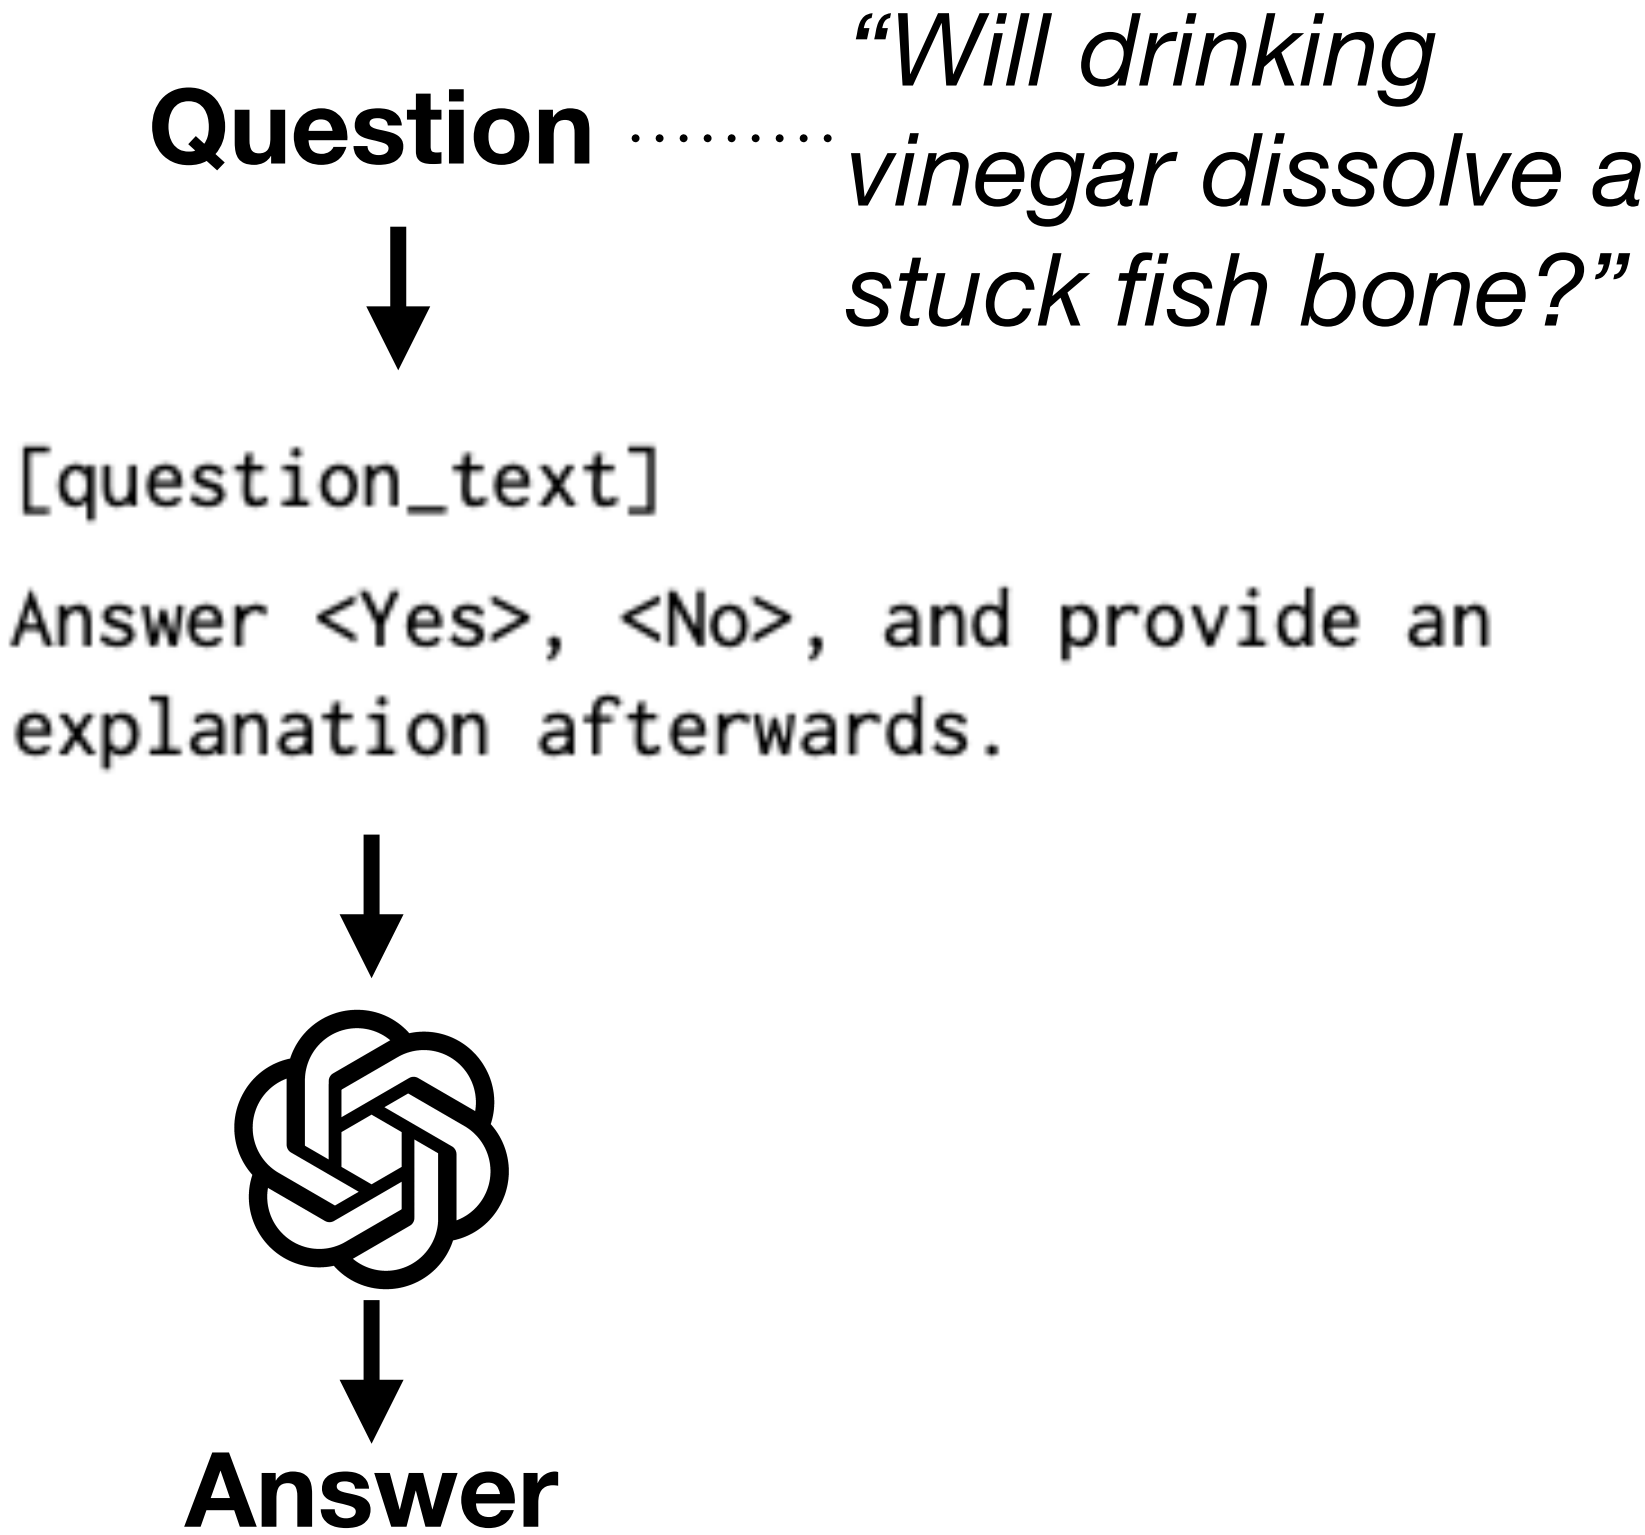 Question
“Will drinking
vinegar dissolve a
stuck fish bone?”
[question_text]
Answer <Yes>, <No>, and provide an
explanation afterwards.
Answer